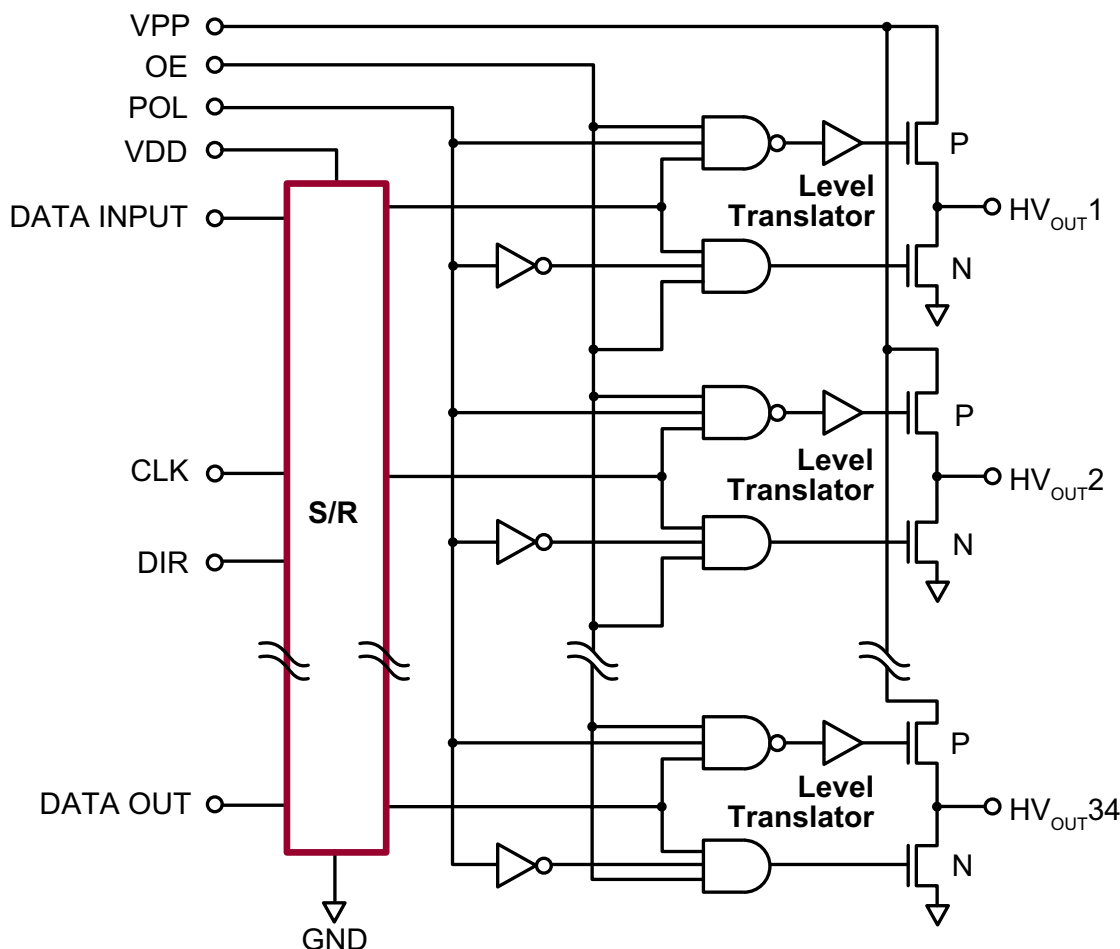 VPP
OE
POL
VDD
DATA INPUT
CLK
DIR
DATA OUT
S/R
GND
Level
Translator
P
HVOUT1
N
Level
Translator
P
HVOUT2
N
Level
Translator
P
HVOUT34
N